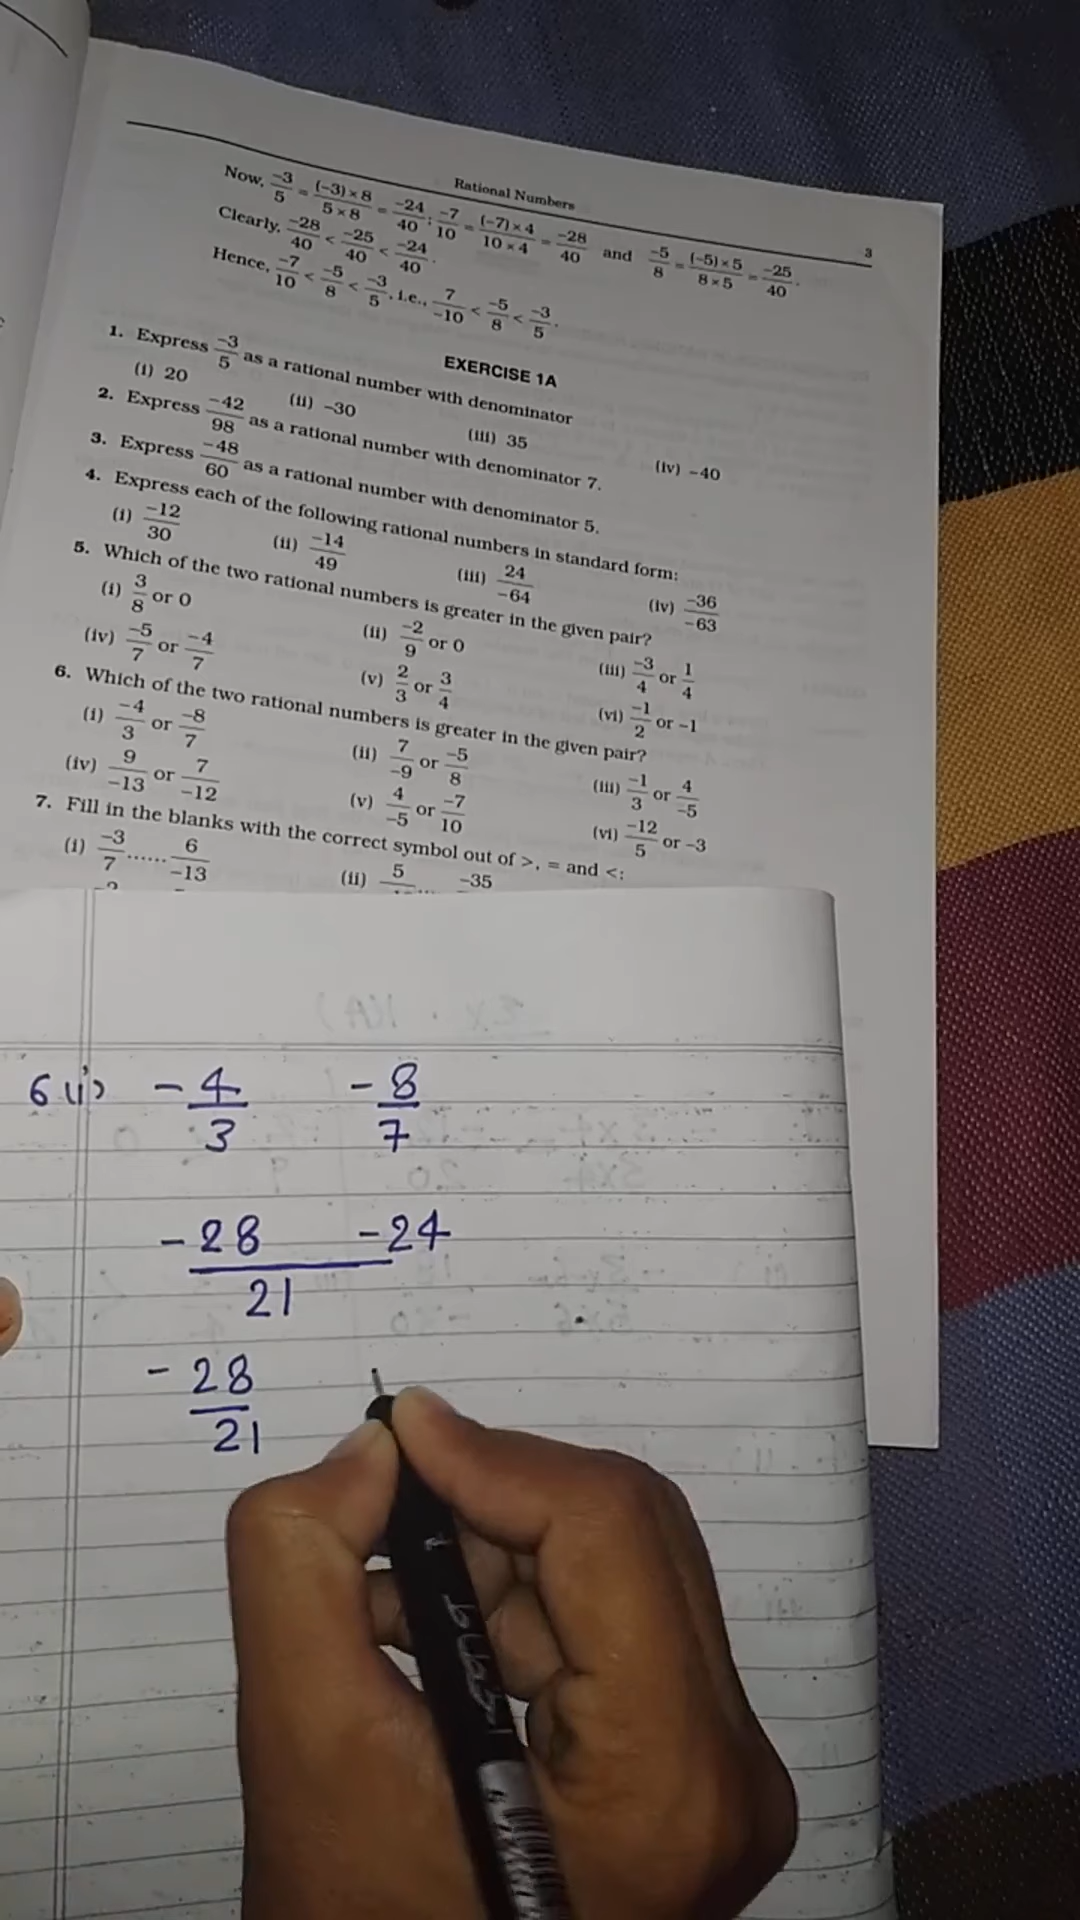 Rational Numbers
3
Now, -3/5 = (-3)×8/5×8 = -24/40 ; -7/10 = (-7)×4/10×4 = -28/40 and -5/8 = (-5)×5/8×5 = -25/40 .
Clearly, -28/40 < -25/40 < -24/40 .
Hence, -7/10 < -5/8 < -3/5 , i.e., 7/-10 < -5/8 < -3/5 .
EXERCISE 1A
1. Express -3/5 as a rational number with denominator
(i) 20 (ii) -30 (iii) 35 (iv) -40
2. Express -42/98 as a rational number with denominator 7.
3. Express -48/60 as a rational number with denominator 5.
4. Express each of the following rational numbers in standard form:
(i) -12/30 (ii) -14/49 (iii) 24/-64 (iv) -36/-63
5. Which of the two rational numbers is greater in the given pair?
(i) 3/8 or 0 (ii) -2/9 or 0 (iii) -3/4 or 1/4
(iv) -5/7 or -4/7 (v) 2/3 or 3/4 (vi) -1/2 or -1
6. Which of the two rational numbers is greater in the given pair?
(i) -4/3 or -8/7 (ii) 7/-9 or -5/8 (iii) -1/3 or 4/-5
(iv) 9/-13 or 7/-12 (v) 4/-5 or -7/10 (vi) -12/5 or -3
7. Fill in the blanks with the correct symbol out of >, = and <:
(i) -3/7 ...... 6/-13 (ii) 5 -35
6(i) -4/3 -8/7
-28 -24
21
-28
21